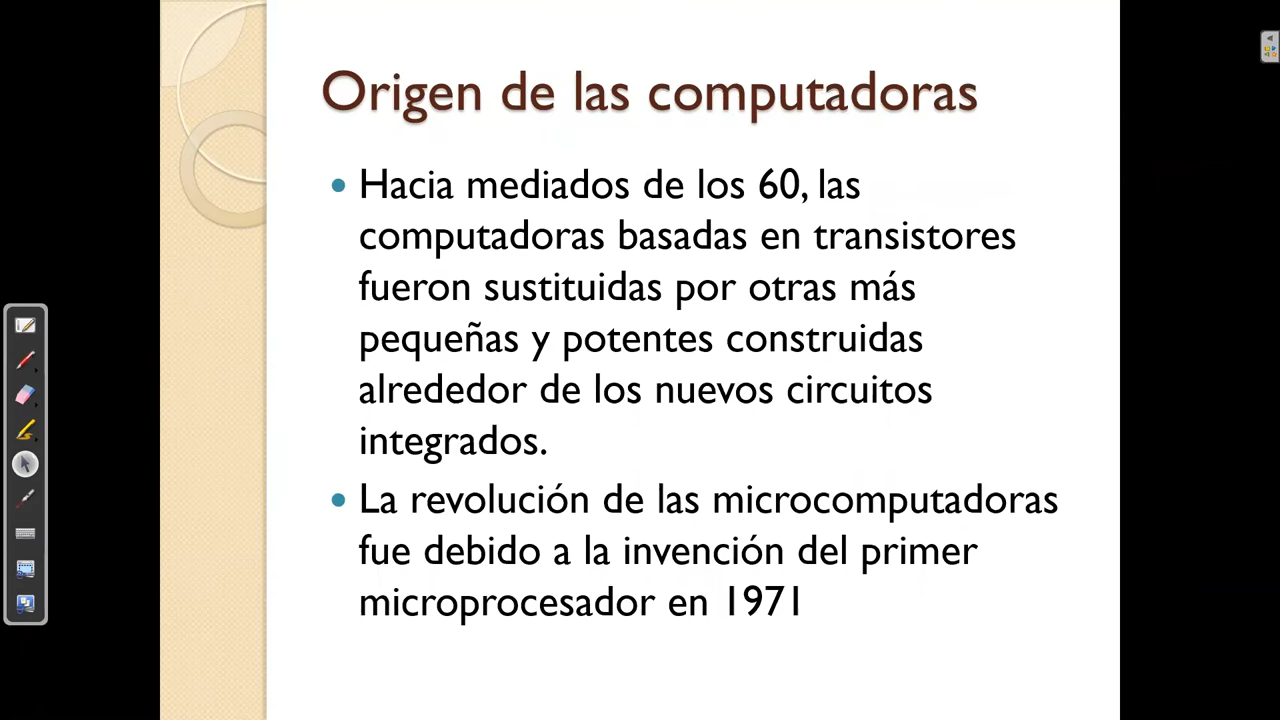 Origen de las computadoras
• Hacia mediados de los 60, las
computadoras basadas en transistores
fueron sustituidas por otras más
pequeñas y potentes construidas
alrededor de los nuevos circuitos
integrados.
• La revolución de las microcomputadoras
fue debido a la invención del primer
microprocesador en 1971